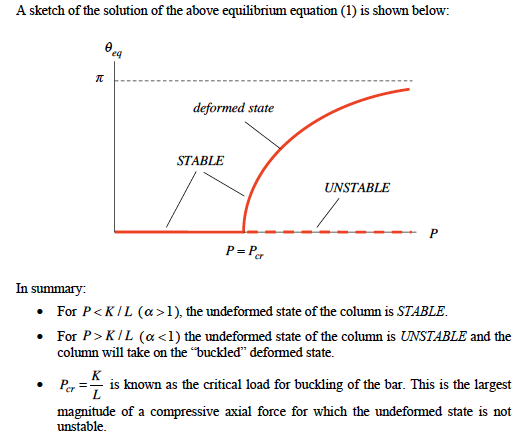 A sketch of the solution of the above equilibrium equation (1) is shown below:
θeq
π
deformed state
STABLE
UNSTABLE
P
P = Pcr
In summary:
• For P < K / L (α > 1), the undeformed state of the column is STABLE.
• For P > K / L (α < 1) the undeformed state of the column is UNSTABLE and the
column will take on the “buckled” deformed state.
• Pcr = K/L is known as the critical load for buckling of the bar. This is the largest
magnitude of a compressive axial force for which the undeformed state is not
unstable.